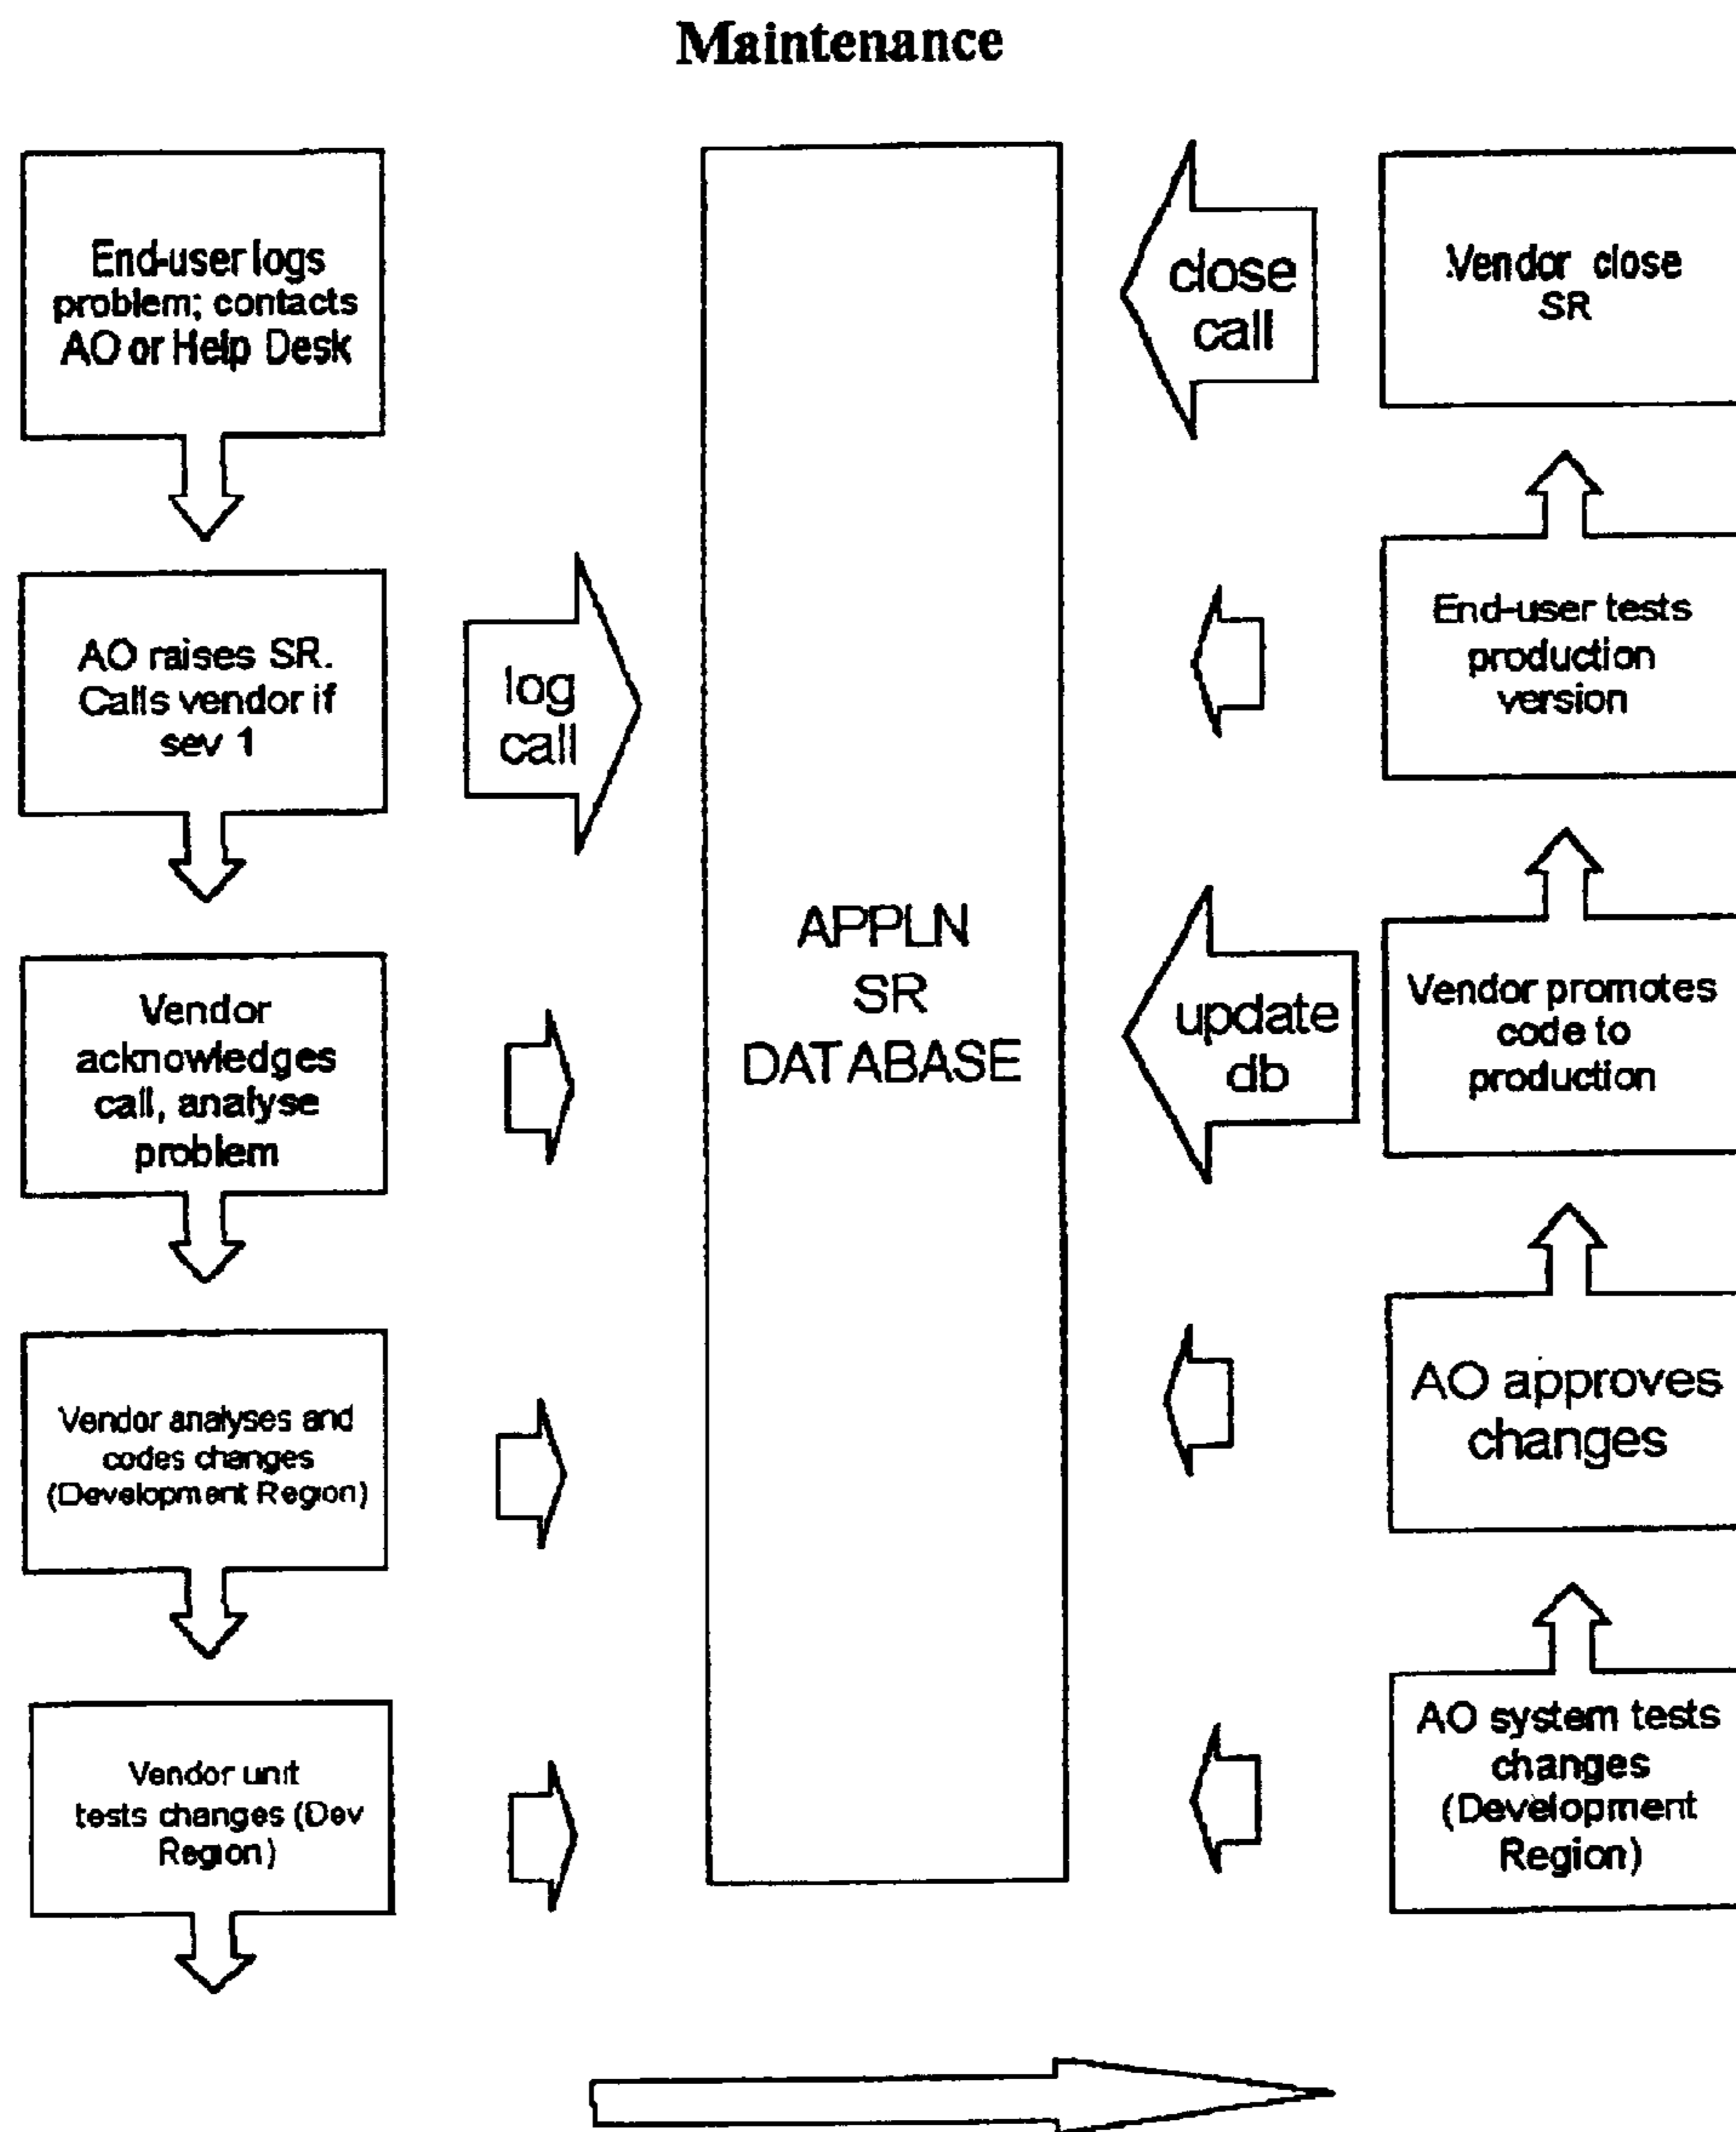 Maintenance
End-user logs
problem; contacts
AO or Help Desk
AO raises SR.
Calls vendor if
sev 1
log
call
Vendor
acknowledges
call, analyse
problem
Vendor analyses and
codes changes
(Development Region)
Vendor unit
tests changes (Dev
Region)
APPLN
SR
DATABASE
close
call
update
db
Vendor close
SR
End-user tests
production
version
Vendor promotes
code to
production
AO approves
changes
AO system tests
changes
(Development
Region)